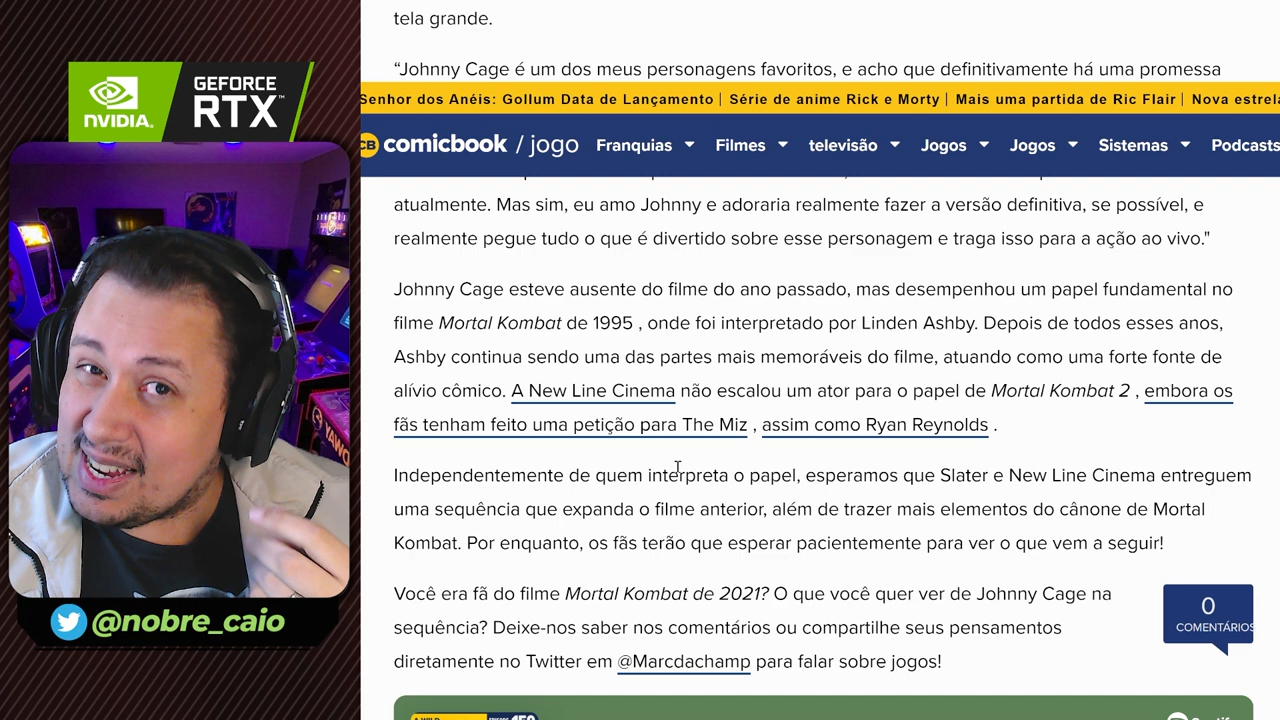 NVIDIA.
GEFORCE
RTX™
@nobre_caio
tela grande.
“Johnny Cage é um dos meus personagens favoritos, e acho que definitivamente há uma promessa
Senhor dos Anéis: Gollum Data de Lançamento | Série de anime Rick e Morty | Mais uma partida de Ric Flair | Nova
CB comicbook / jogo Franquias Filmes televisão Jogos Jogos Sistemas Podcasts
atualmente. Mas sim, eu amo Johnny e adoraria realmente fazer a versão definitiva, se possível, e
realmente pegue tudo o que é divertido sobre esse personagem e traga isso para a ação ao vivo."
Johnny Cage esteve ausente do filme do ano passado, mas desempenhou um papel fundamental no
filme Mortal Kombat de 1995 , onde foi interpretado por Linden Ashby. Depois de todos esses anos,
Ashby continua sendo uma das partes mais memoráveis do filme, atuando como uma forte fonte de
alívio cômico. A New Line Cinema não escalou um ator para o papel de Mortal Kombat 2 , embora os
fãs tenham feito uma petição para The Miz , assim como Ryan Reynolds .
Independentemente de quem interpreta o papel, esperamos que Slater e New Line Cinema entreguem
uma sequência que expanda o filme anterior, além de trazer mais elementos do cânone de Mortal
Kombat. Por enquanto, os fãs terão que esperar pacientemente para ver o que vem a seguir!
Você era fã do filme Mortal Kombat de 2021? O que você quer ver de Johnny Cage na
sequência? Deixe-nos saber nos comentários ou compartilhe seus pensamentos
diretamente no Twitter em @Marcdachamp para falar sobre jogos!
0
COMENTÁRIOS